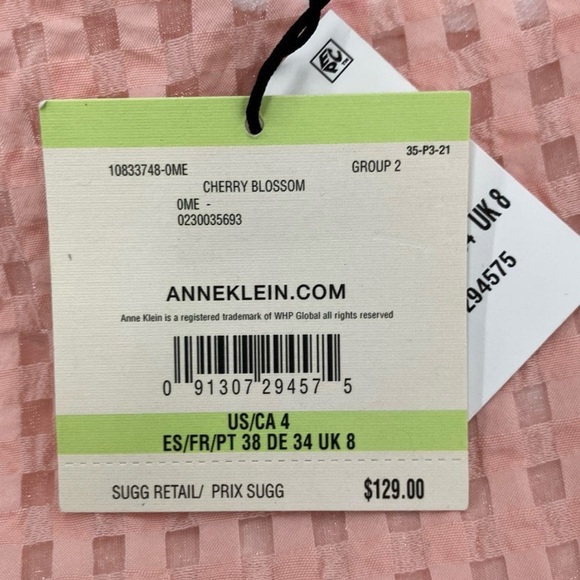 EPC™
35-P3-21
10833748-0ME GROUP 2
CHERRY BLOSSOM
0ME -
0230035693
ANNEKLEIN.COM
Anne Klein is a registered trademark of WHP Global all rights reserved
0 91307 29457 5
US/CA 4
ES/FR/PT 38 DE 34 UK 8
SUGG RETAIL/ PRIX SUGG $129.00
4 UK 8
294575